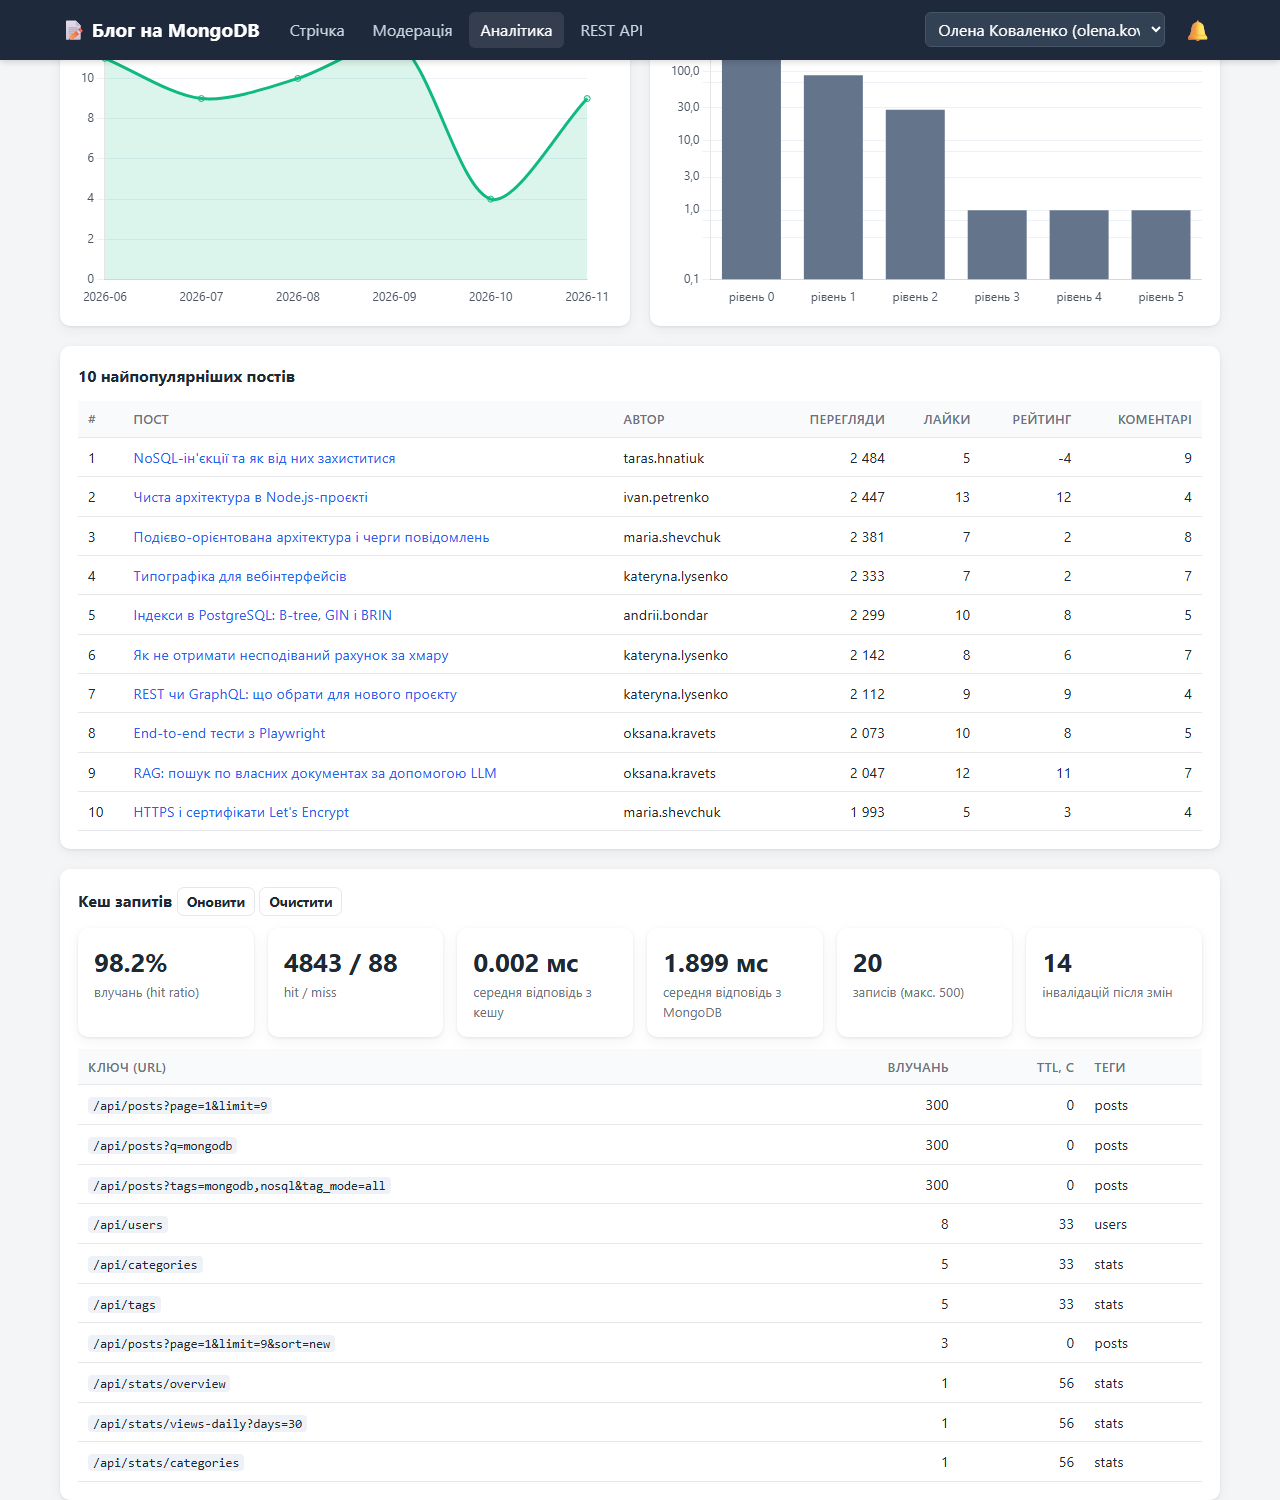 Блог на MongoDB Стрічка Модерація Аналітика REST API Олена Коваленко (olena.kov
10
8
6
4
2
0
2026-06 2026-07 2026-08 2026-09 2026-10 2026-11
100,0
30,0
10,0
3,0
1,0
0,1
рівень 0 рівень 1 рівень 2 рівень 3 рівень 4 рівень 5
10 найпопулярніших постів
# ПОСТ АВТОР ПЕРЕГЛЯДИ ЛАЙКИ РЕЙТИНГ КОМЕНТАРІ
1 NoSQL-ін'єкції та як від них захиститися taras.hnatiuk 2 484 5 -4 9
2 Чиста архітектура в Node.js-проєкті ivan.petrenko 2 447 13 12 4
3 Подієво-орієнтована архітектура і черги повідомлень maria.shevchuk 2 381 7 2 8
4 Типографіка для вебінтерфейсів kateryna.lysenko 2 333 7 2 7
5 Індекси в PostgreSQL: B-tree, GIN і BRIN andrii.bondar 2 299 10 8 5
6 Як не отримати несподіваний рахунок за хмару kateryna.lysenko 2 142 8 6 7
7 REST чи GraphQL: що обрати для нового проєкту kateryna.lysenko 2 112 9 9 4
8 End-to-end тести з Playwright oksana.kravets 2 073 10 8 5
9 RAG: пошук по власних документах за допомогою LLM oksana.kravets 2 047 12 11 7
10 HTTPS і сертифікати Let's Encrypt maria.shevchuk 1 993 5 3 4
Кеш запитів Оновити Очистити
98.2% 4843 / 88 0.002 мс 1.899 мс 20 14
влучань (hit ratio) hit / miss середня відповідь з середня відповідь з записів (макс. 500) інвалідацій після змін
кешу MongoDB
КЛЮЧ (URL) ВЛУЧАНЬ TTL, С ТЕГИ
/api/posts?page=1&limit=9 300 0 posts
/api/posts?q=mongodb 300 0 posts
/api/posts?tags=mongodb,nosql&tag_mode=all 300 0 posts
/api/users 8 33 users
/api/categories 5 33 stats
/api/tags 5 33 stats
/api/posts?page=1&limit=9&sort=new 3 0 posts
/api/stats/overview 1 56 stats
/api/stats/views-daily?days=30 1 56 stats
/api/stats/categories 1 56 stats